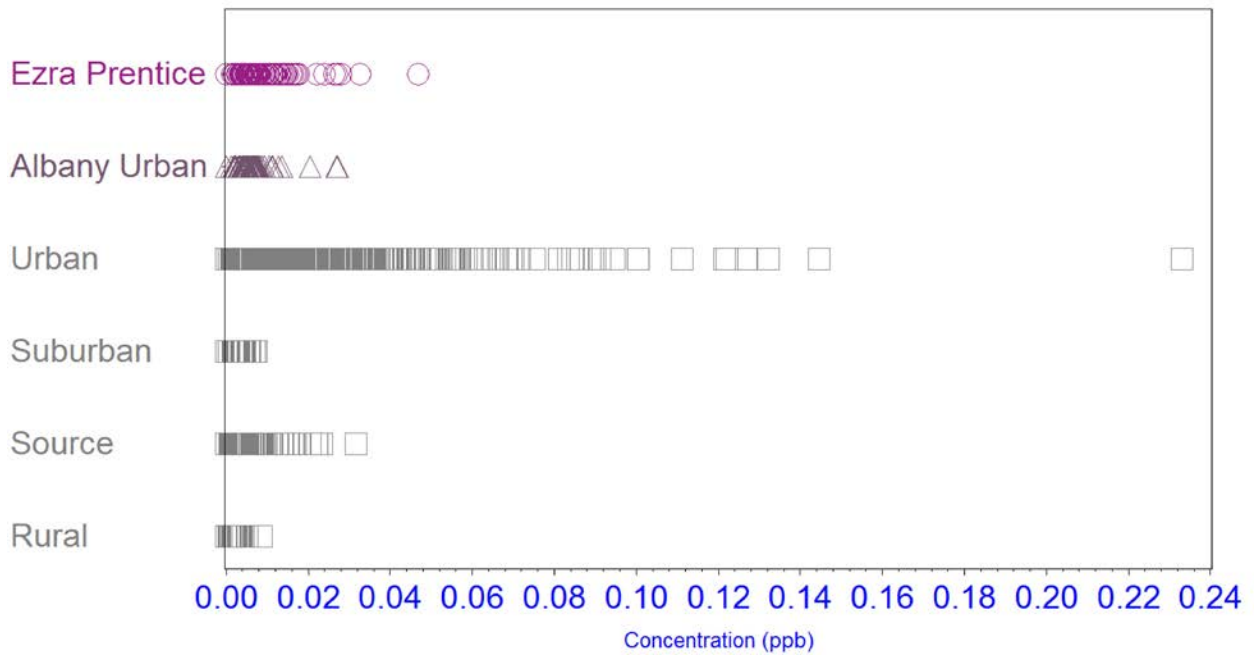 Ezra Prentice
Albany Urban
Urban
Suburban
Source
Rural
0.00 0.02 0.04 0.06 0.08 0.10 0.12 0.14 0.16 0.18 0.20 0.22 0.24
Concentration (ppb)